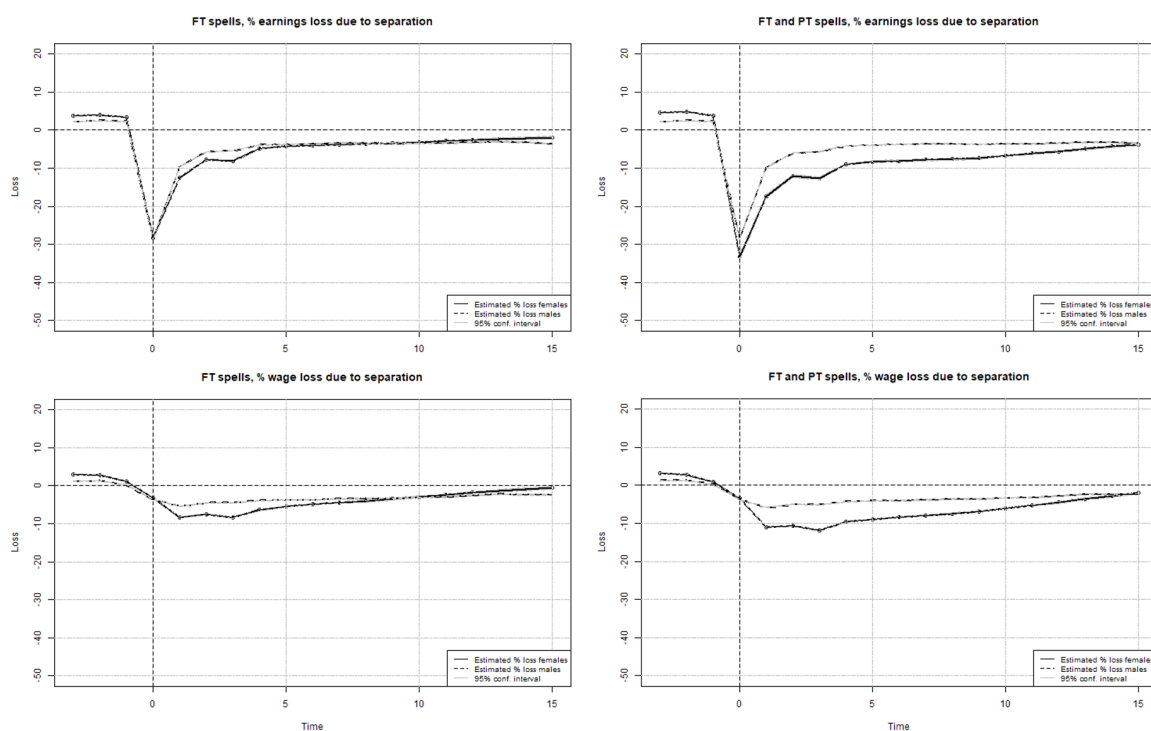 FT spells, % earnings loss due to separation
20
10
0
-10
-20
-30
-40
-50
Loss
0
5
10
15
Estimated % loss females
Estimated % loss males
95% conf. interval
FT and PT spells, % earnings loss due to separation
20
10
0
-10
-20
-30
-40
-50
Loss
0
5
10
15
Estimated % loss females
Estimated % loss males
95% conf. interval
FT spells, % wage loss due to separation
20
10
0
-10
-20
-30
-40
-50
Loss
0
5
10
15
Time
Estimated % loss females
Estimated % loss males
95% conf. interval
FT and PT spells, % wage loss due to separation
20
10
0
-10
-20
-30
-40
-50
Loss
0
5
10
15
Time
Estimated % loss females
Estimated % loss males
95% conf. interval